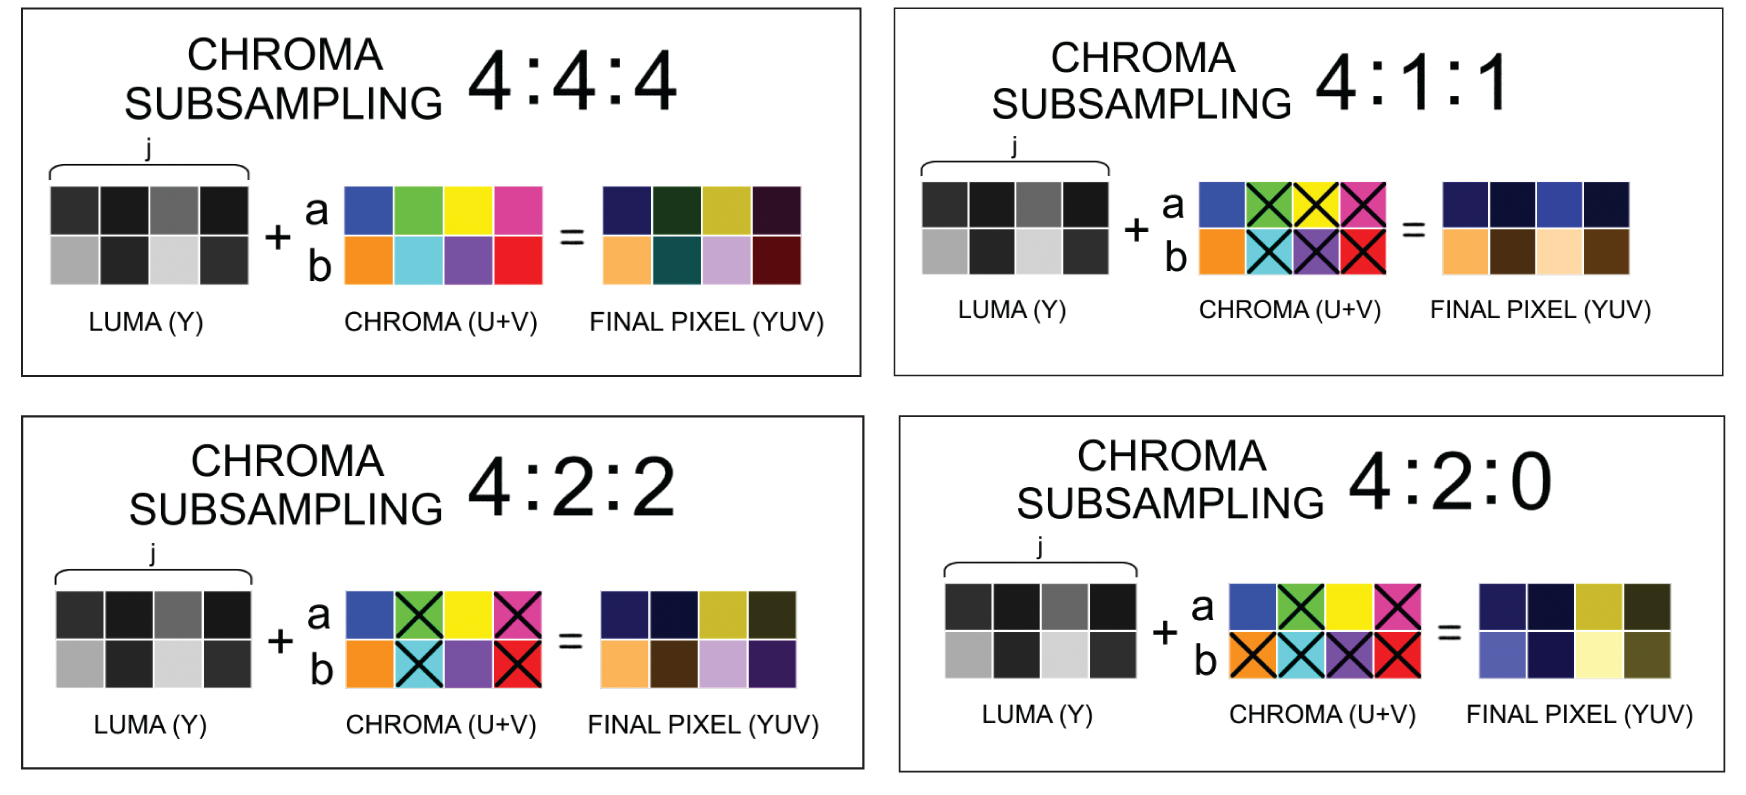 CHROMA
SUBSAMPLING 4:4:4
j
+ a
b =
LUMA (Y) CHROMA (U+V) FINAL PIXEL (YUV)
CHROMA
SUBSAMPLING 4:1:1
j
+ a
b =
LUMA (Y) CHROMA (U+V) FINAL PIXEL (YUV)
CHROMA
SUBSAMPLING 4:2:2
j
+ a
b =
LUMA (Y) CHROMA (U+V) FINAL PIXEL (YUV)
CHROMA
SUBSAMPLING 4:2:0
j
+ a
b =
LUMA (Y) CHROMA (U+V) FINAL PIXEL (YUV)